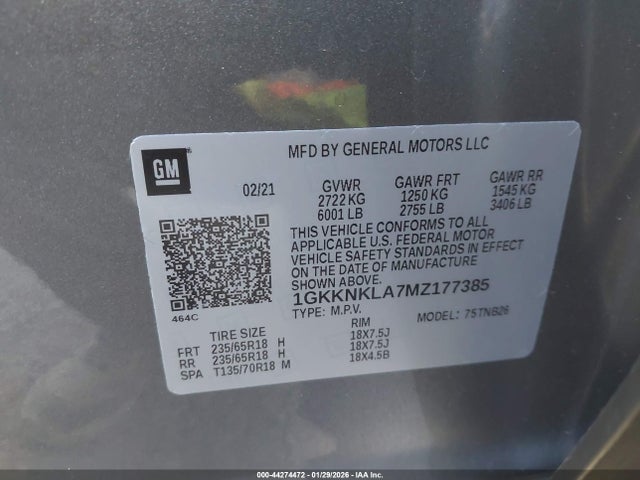 MFD BY GENERAL MOTORS LLC
GM
02/21 GVWR GAWR FRT GAWR RR
2722 KG 1250 KG 1545 KG
6001 LB 2755 LB 3406 LB
THIS VEHICLE CONFORMS TO ALL
APPLICABLE U.S. FEDERAL MOTOR
VEHICLE SAFETY STANDARDS IN EFFECT
ON THE DATE OF MANUFACTURE
SHOWN ABOVE.
1GKKNKLA7MZ177385
464C
TYPE: M.P.V. MODEL: 75TNB26
TIRE SIZE RIM
FRT 235/65R18 H 18X7.5J
RR 235/65R18 H 18X7.5J
SPA T135/70R18 M 18X4.5B
000-44274472 - 01/29/2026 - IAA Inc.